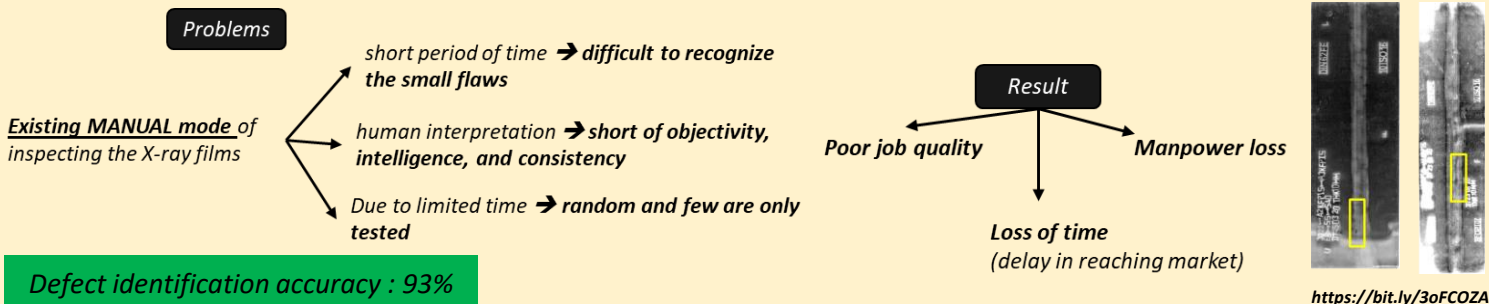 Problems
short period of time ➔ difficult to recognize
the small flaws
Existing MANUAL mode of
inspecting the X-ray films
human interpretation ➔ short of objectivity,
intelligence, and consistency
Due to limited time ➔ random and few are only
tested
Defect identification accuracy : 93%
Result
Poor job quality
Manpower loss
Loss of time
(delay in reaching market)
https://bit.ly/3oFCOZA